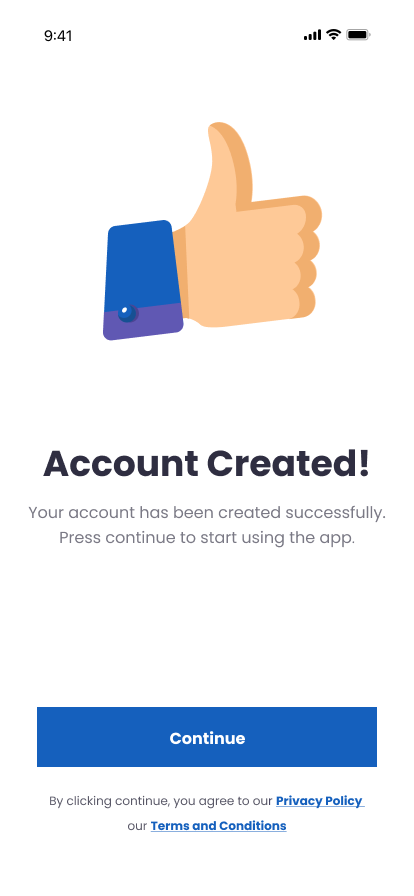 9:41
Account Created!
Your account has been created successfully.
Press continue to start using the app.
Continue
By clicking continue, you agree to our Privacy Policy
our Terms and Conditions